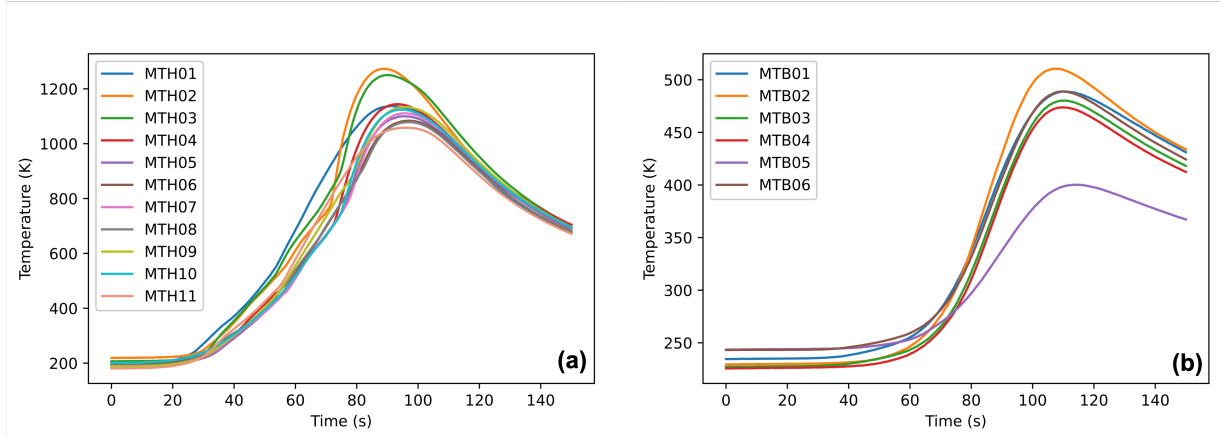 MTH01
MTH02
MTH03
MTH04
MTH05
MTH06
MTH07
MTH08
MTH09
MTH10
MTH11
1200
1000
800
600
400
200
Temperature (K)
0 20 40 60 80 100 120 140
Time (s)
(a)
MTB01
MTB02
MTB03
MTB04
MTB05
MTB06
500
450
400
350
300
250
Temperature (K)
0 20 40 60 80 100 120 140
Time (s)
(b)